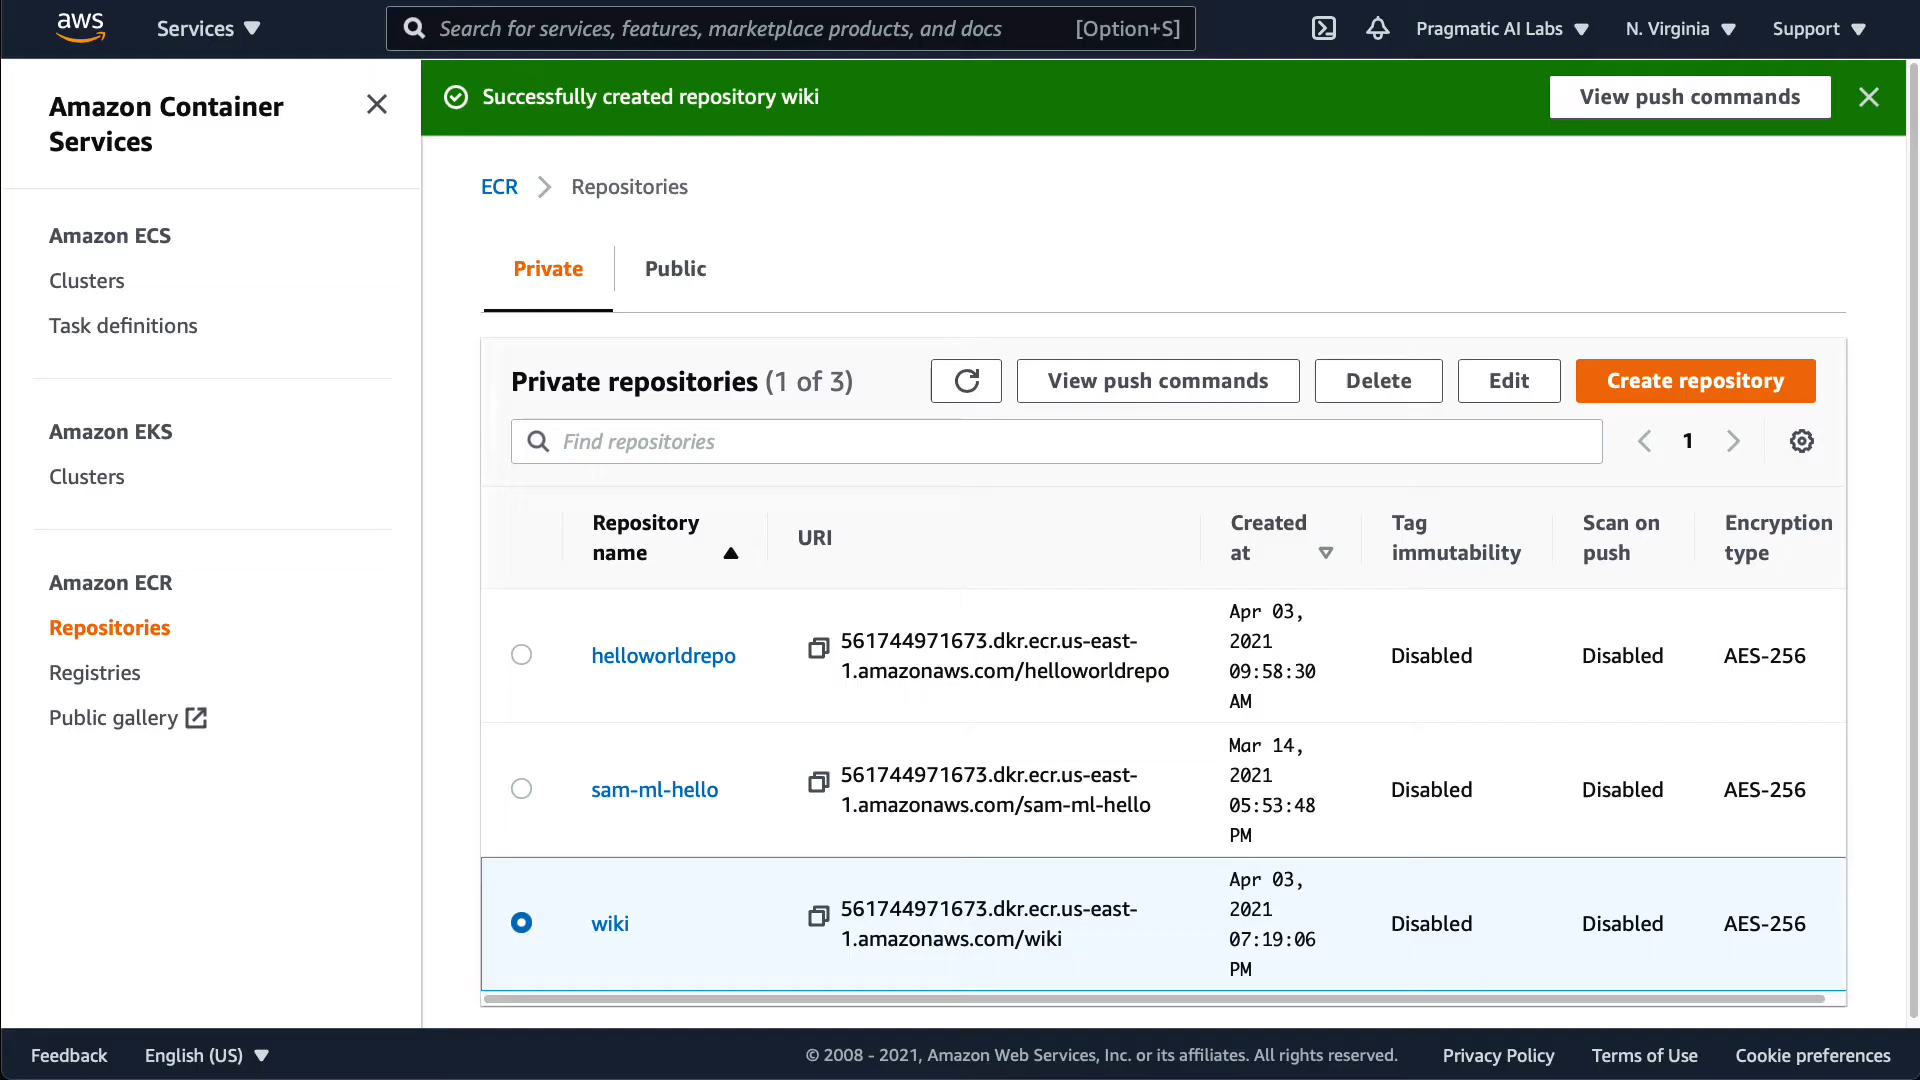 aws
Services
Search for services, features, marketplace products, and docs
[Option+S]
Pragmatic AI Labs
N. Virginia
Support
Amazon Container
Services
Amazon ECS
Clusters
Task definitions
Amazon EKS
Clusters
Amazon ECR
Repositories
Registries
Public gallery
Successfully created repository wiki
View push commands
ECR
Repositories
Private
Public
Private repositories (1 of 3)
View push commands
Delete
Edit
Create repository
Find repositories
1
Repository
name
URI
Created
at
Tag
immutability
Scan on
push
Encryption
type
helloworldrepo
561744971673.dkr.ecr.us-east-
1.amazonaws.com/helloworldrepo
Apr 03,
2021
09:58:30
AM
Disabled
Disabled
AES-256
sam-ml-hello
561744971673.dkr.ecr.us-east-
1.amazonaws.com/sam-ml-hello
Mar 14,
2021
05:53:48
PM
Disabled
Disabled
AES-256
wiki
561744971673.dkr.ecr.us-east-
1.amazonaws.com/wiki
Apr 03,
2021
07:19:06
PM
Disabled
Disabled
AES-256
Feedback
English (US)
© 2008 - 2021, Amazon Web Services, Inc. or its affiliates. All rights reserved.
Privacy Policy
Terms of Use
Cookie preferences